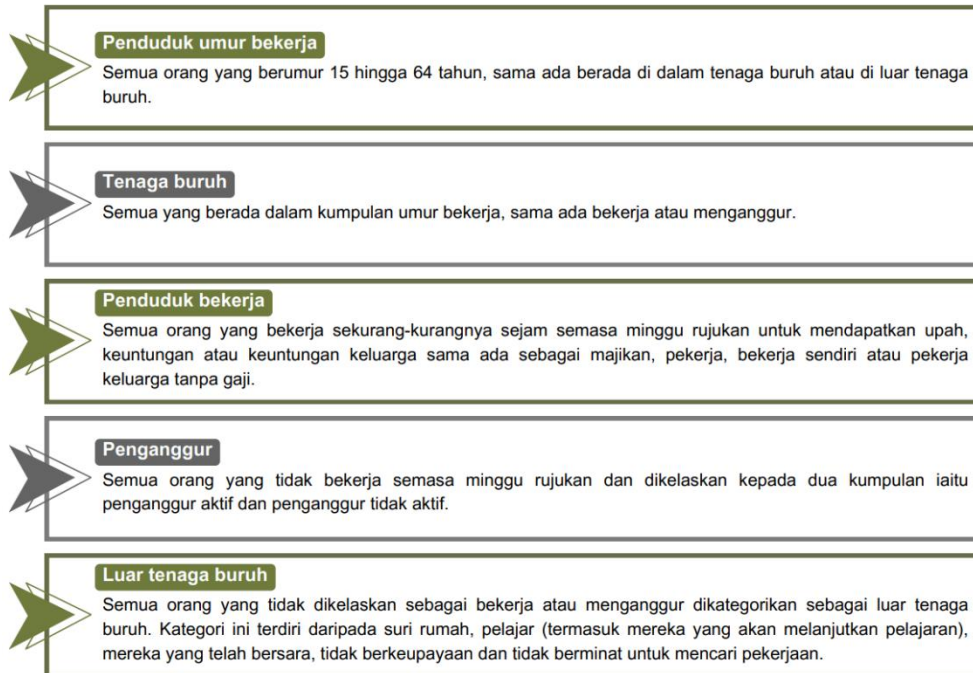 Penduduk umur bekerja
Semua orang yang berumur 15 hingga 64 tahun, sama ada berada di dalam tenaga buruh atau di luar tenaga
buruh.
Tenaga buruh
Semua yang berada dalam kumpulan umur bekerja, sama ada bekerja atau menganggur.
Penduduk bekerja
Semua orang yang bekerja sekurang-kurangnya sejam semasa minggu rujukan untuk mendapatkan upah,
keuntungan atau keuntungan keluarga sama ada sebagai majikan, pekerja, bekerja sendiri atau pekerja
keluarga tanpa gaji.
Penganggur
Semua orang yang tidak bekerja semasa minggu rujukan dan dikelaskan kepada dua kumpulan iaitu
penganggur aktif dan penganggur tidak aktif.
Luar tenaga buruh
Semua orang yang tidak dikelaskan sebagai bekerja atau menganggur dikategorikan sebagai luar tenaga
buruh. Kategori ini terdiri daripada suri rumah, pelajar (termasuk mereka yang akan melanjutkan pelajaran),
mereka yang telah bersara, tidak berkeupayaan dan tidak berminat untuk mencari pekerjaan.